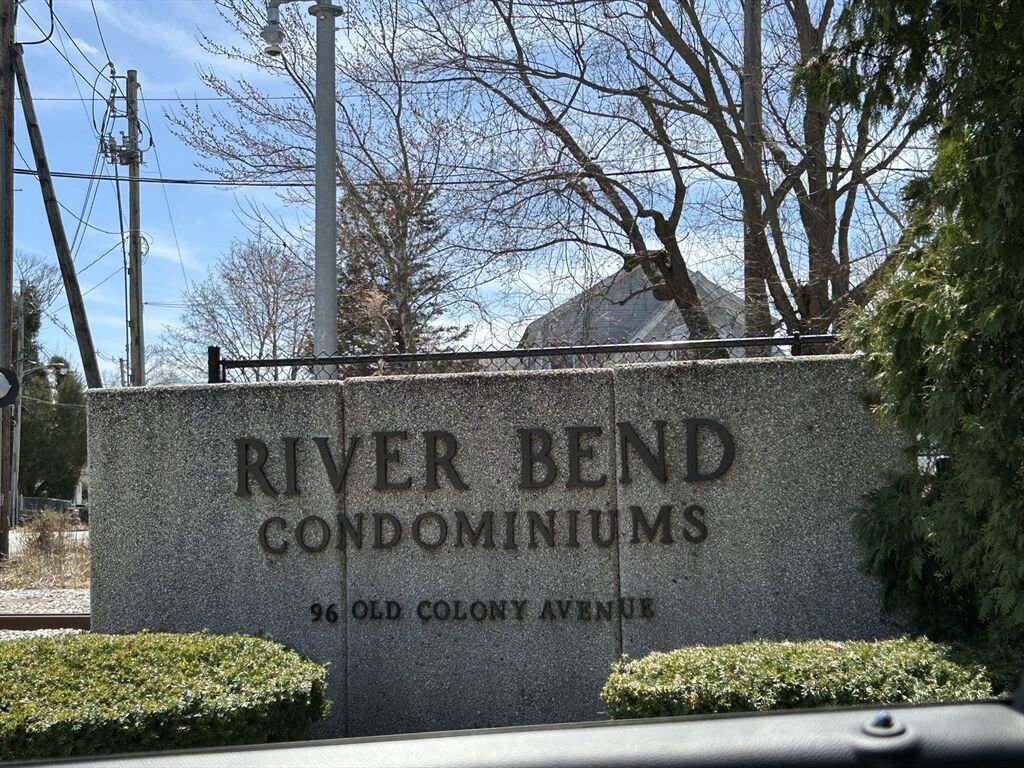 RIVER BEND
CONDOMINIUMS
96 OLD COLONY AVENUE